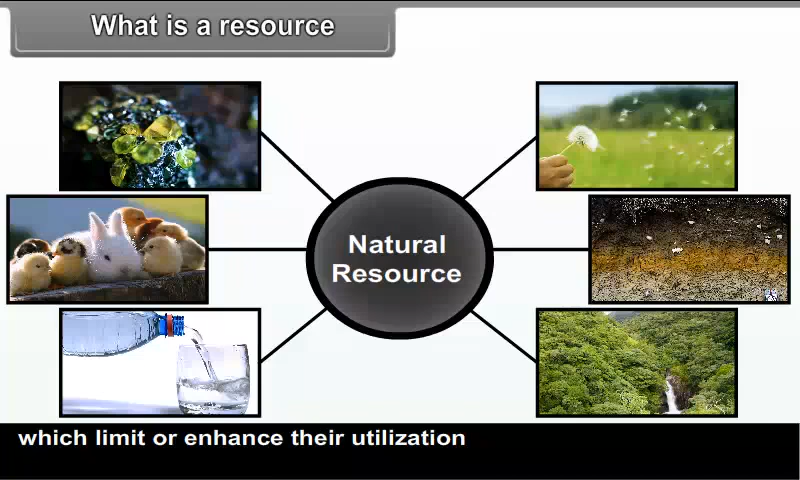 What is a resource
Natural
Resource
which limit or enhance their utilization